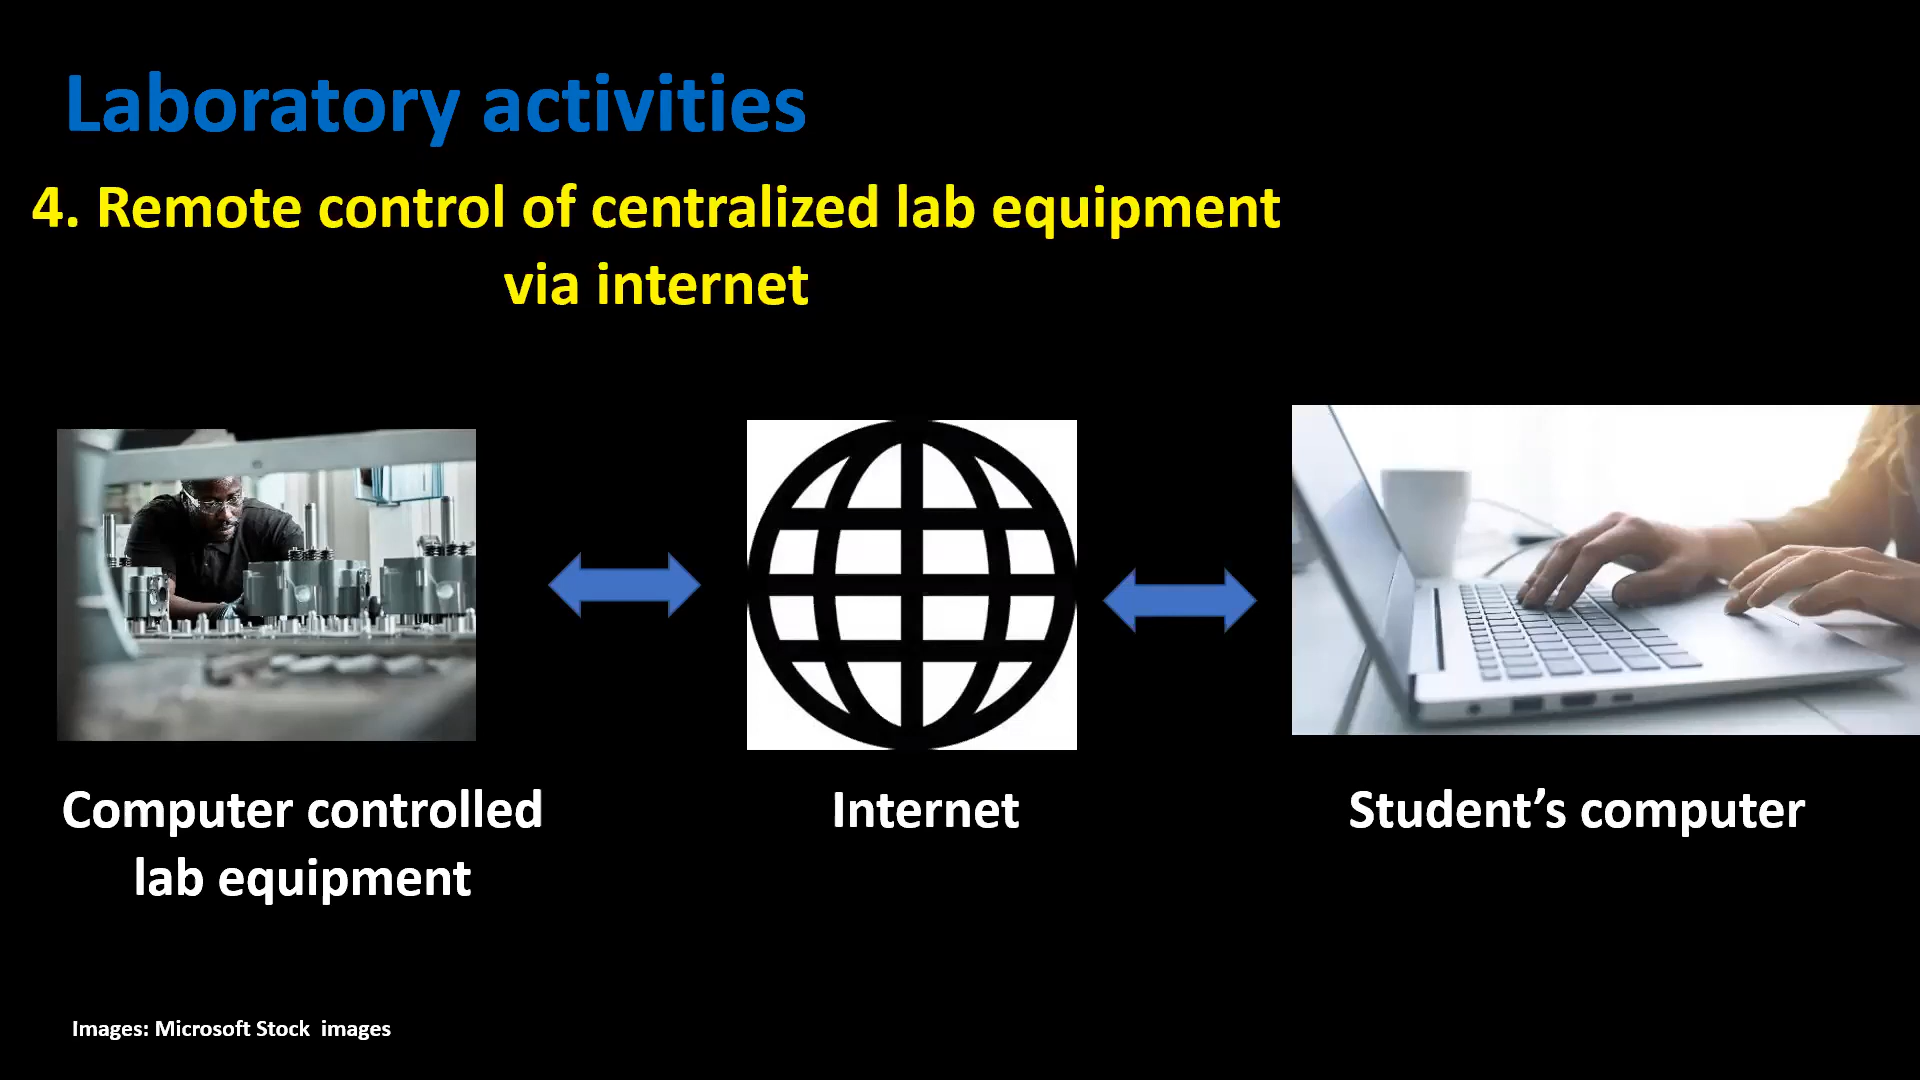 Laboratory activities
4. Remote control of centralized lab equipment
via internet
Computer controlled
lab equipment
Internet
Student’s computer
Images: Microsoft Stock  images